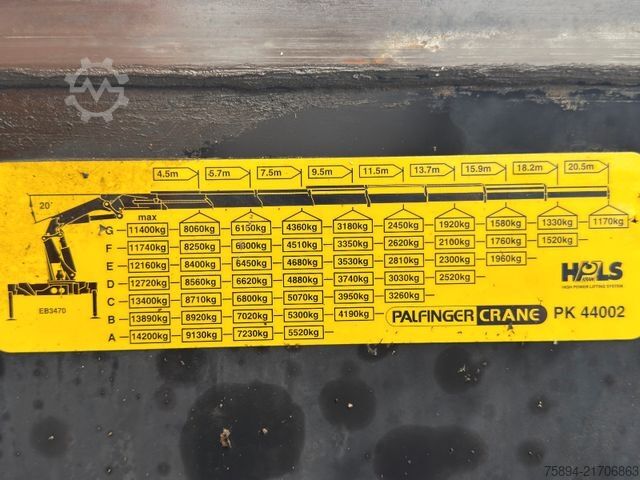 4.5m 5.7m 7.5m 9.5m 11.5m 13.7m 15.9m 18.2m 20.5m
20°
max
G 11400kg 8060kg 6150kg 4360kg 3180kg 2450kg 1920kg 1580kg 1330kg 1170kg
F 11740kg 8250kg 6300kg 4510kg 3350kg 2620kg 2100kg 1760kg 1520kg
E 12160kg 8400kg 6450kg 4680kg 3530kg 2810kg 2300kg 1960kg
D 12720kg 8560kg 6620kg 4880kg 3740kg 3030kg 2520kg
C 13400kg 8710kg 6800kg 5070kg 3950kg 3260kg
B 13890kg 8920kg 7020kg 5300kg 4190kg
A 14200kg 9130kg 7230kg 5520kg
EB3470
HPLS
HIGH POWER LIFTING SYSTEM
PALFINGER CRANE PK 44002
75894-21706863